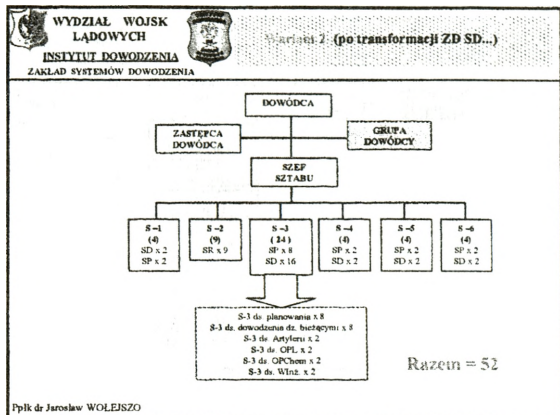 WYDZIAŁ WOJSK
LĄDOWYCH
INSTYTUT DOWODZENIA
ZAKŁAD SYSTEMÓW DOWODZENIA
Wariant 2 (po transformacji ZD SD...)
DOWÓDCA
ZASTĘPCA
DOWÓDCA
GRUPA
DOWÓDCY
SZEF
SZTABU
S –1
(4)
SD x 2
SP x 2
S –2
(9)
SR x 9
S –3
(24)
SP x 8
SD x 16
S –4
(4)
SP x 2
SD x 2
S –5
(4)
SP x 2
SD x 2
S –6
(4)
SP x 2
SD x 2
S-3 ds. planowania x 8
S-3 ds. dowodzenia dz. bieżącymi x 8
S-3 ds. Artylerii x 2
S-3 ds. OPL x 2
S-3 ds. OPChem x 2
S-3 ds. WInż. x 2
Razem = 52
Ppłk dr Jarosław WOŁEJSZO